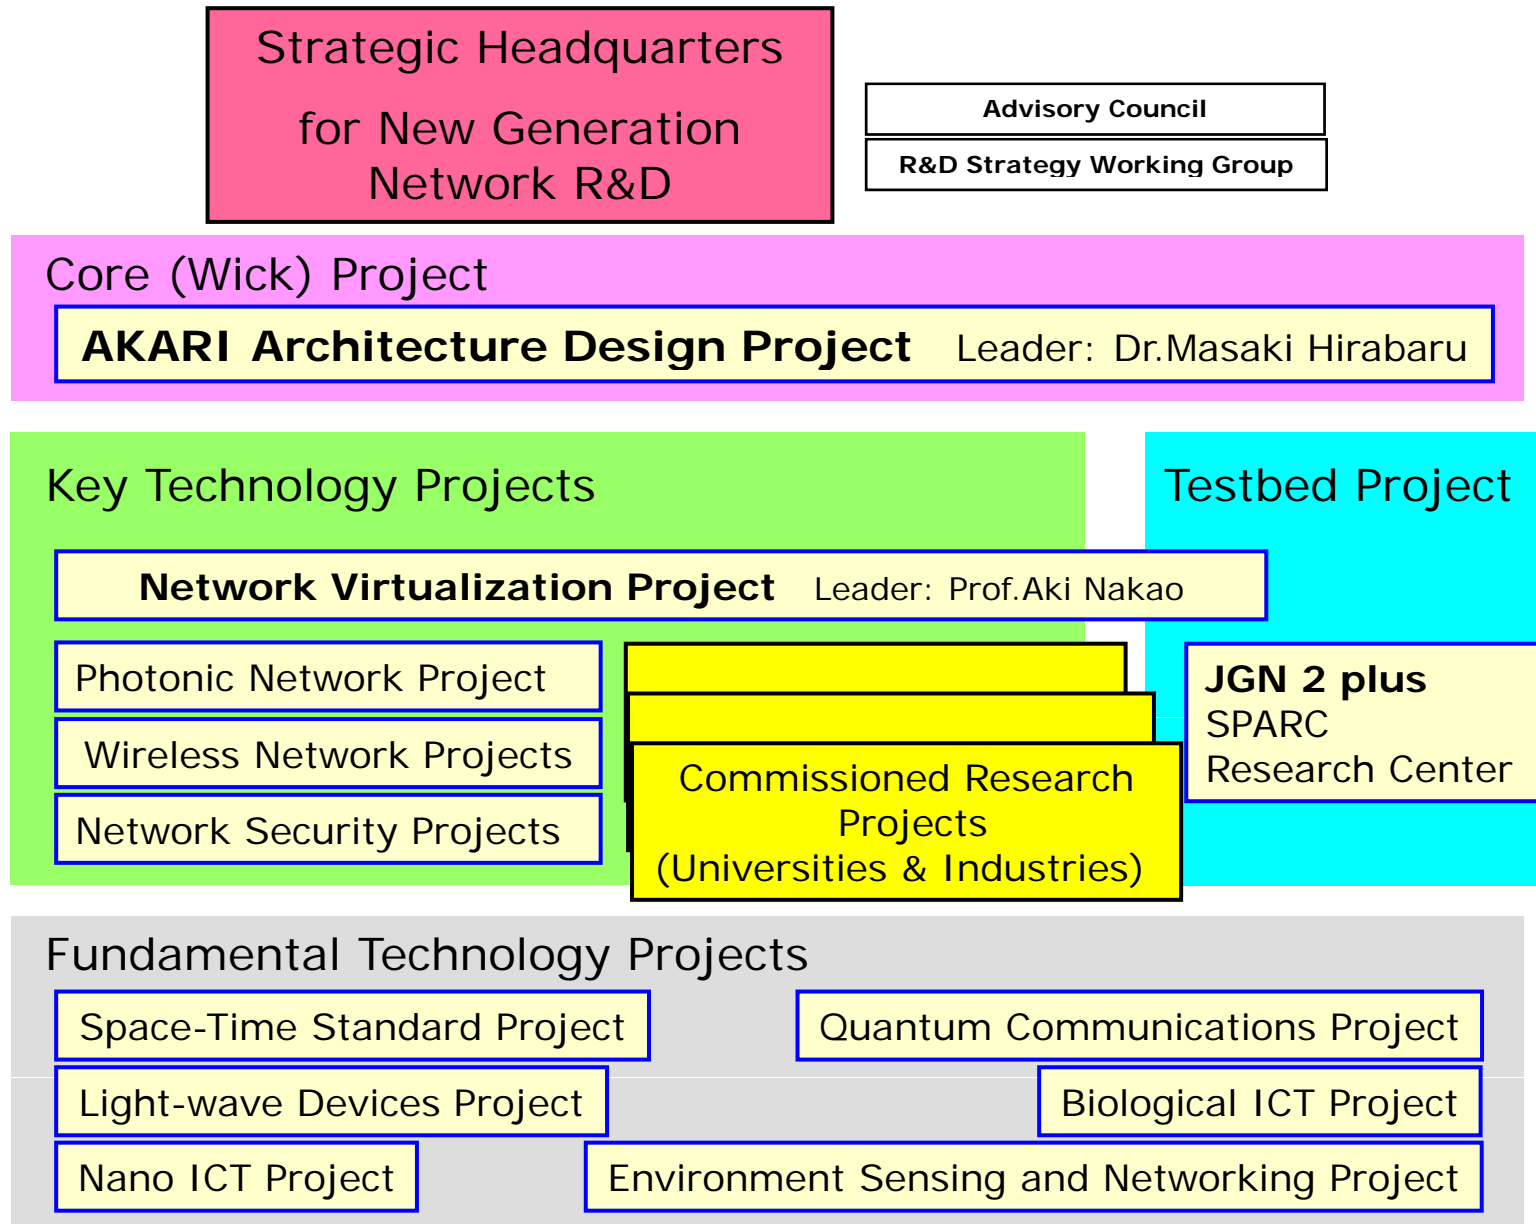 Strategic Headquarters
for New Generation
Network R&D
Advisory Council
R&D Strategy Working Group
Core (Wick) Project
AKARI Architecture Design Project Leader: Dr.Masaki Hirabaru
Key Technology Projects
Testbed Project
Network Virtualization Project Leader: Prof.Aki Nakao
Photonic Network Project
Wireless Network Projects
Network Security Projects
Commissioned Research
Projects
(Universities & Industries)
JGN 2 plus
SPARC
Research Center
Fundamental Technology Projects
Space-Time Standard Project
Quantum Communications Project
Light-wave Devices Project
Biological ICT Project
Nano ICT Project
Environment Sensing and Networking Project